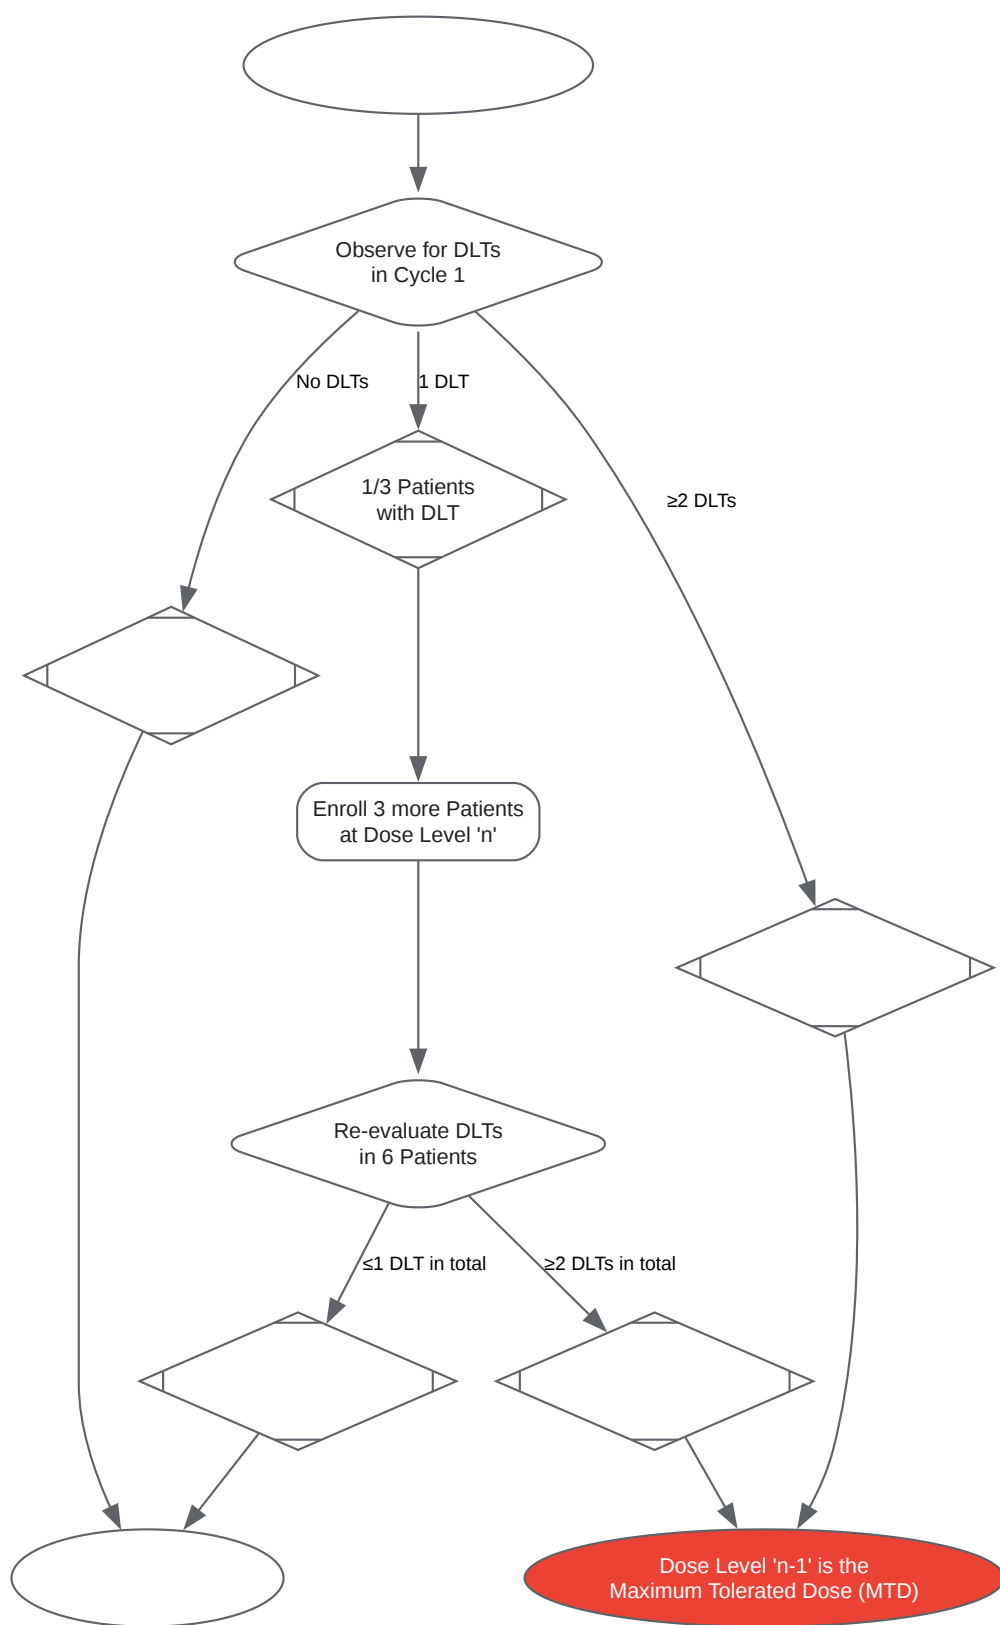 Observe for DLTs
in Cycle 1
No DLTs
1 DLT
1/3 Patients
with DLT
≥2 DLTs
Enroll 3 more Patients
at Dose Level 'n'
Re-evaluate DLTs
in 6 Patients
≤1 DLT in total
≥2 DLTs in total
Dose Level 'n-1' is the
Maximum Tolerated Dose (MTD)